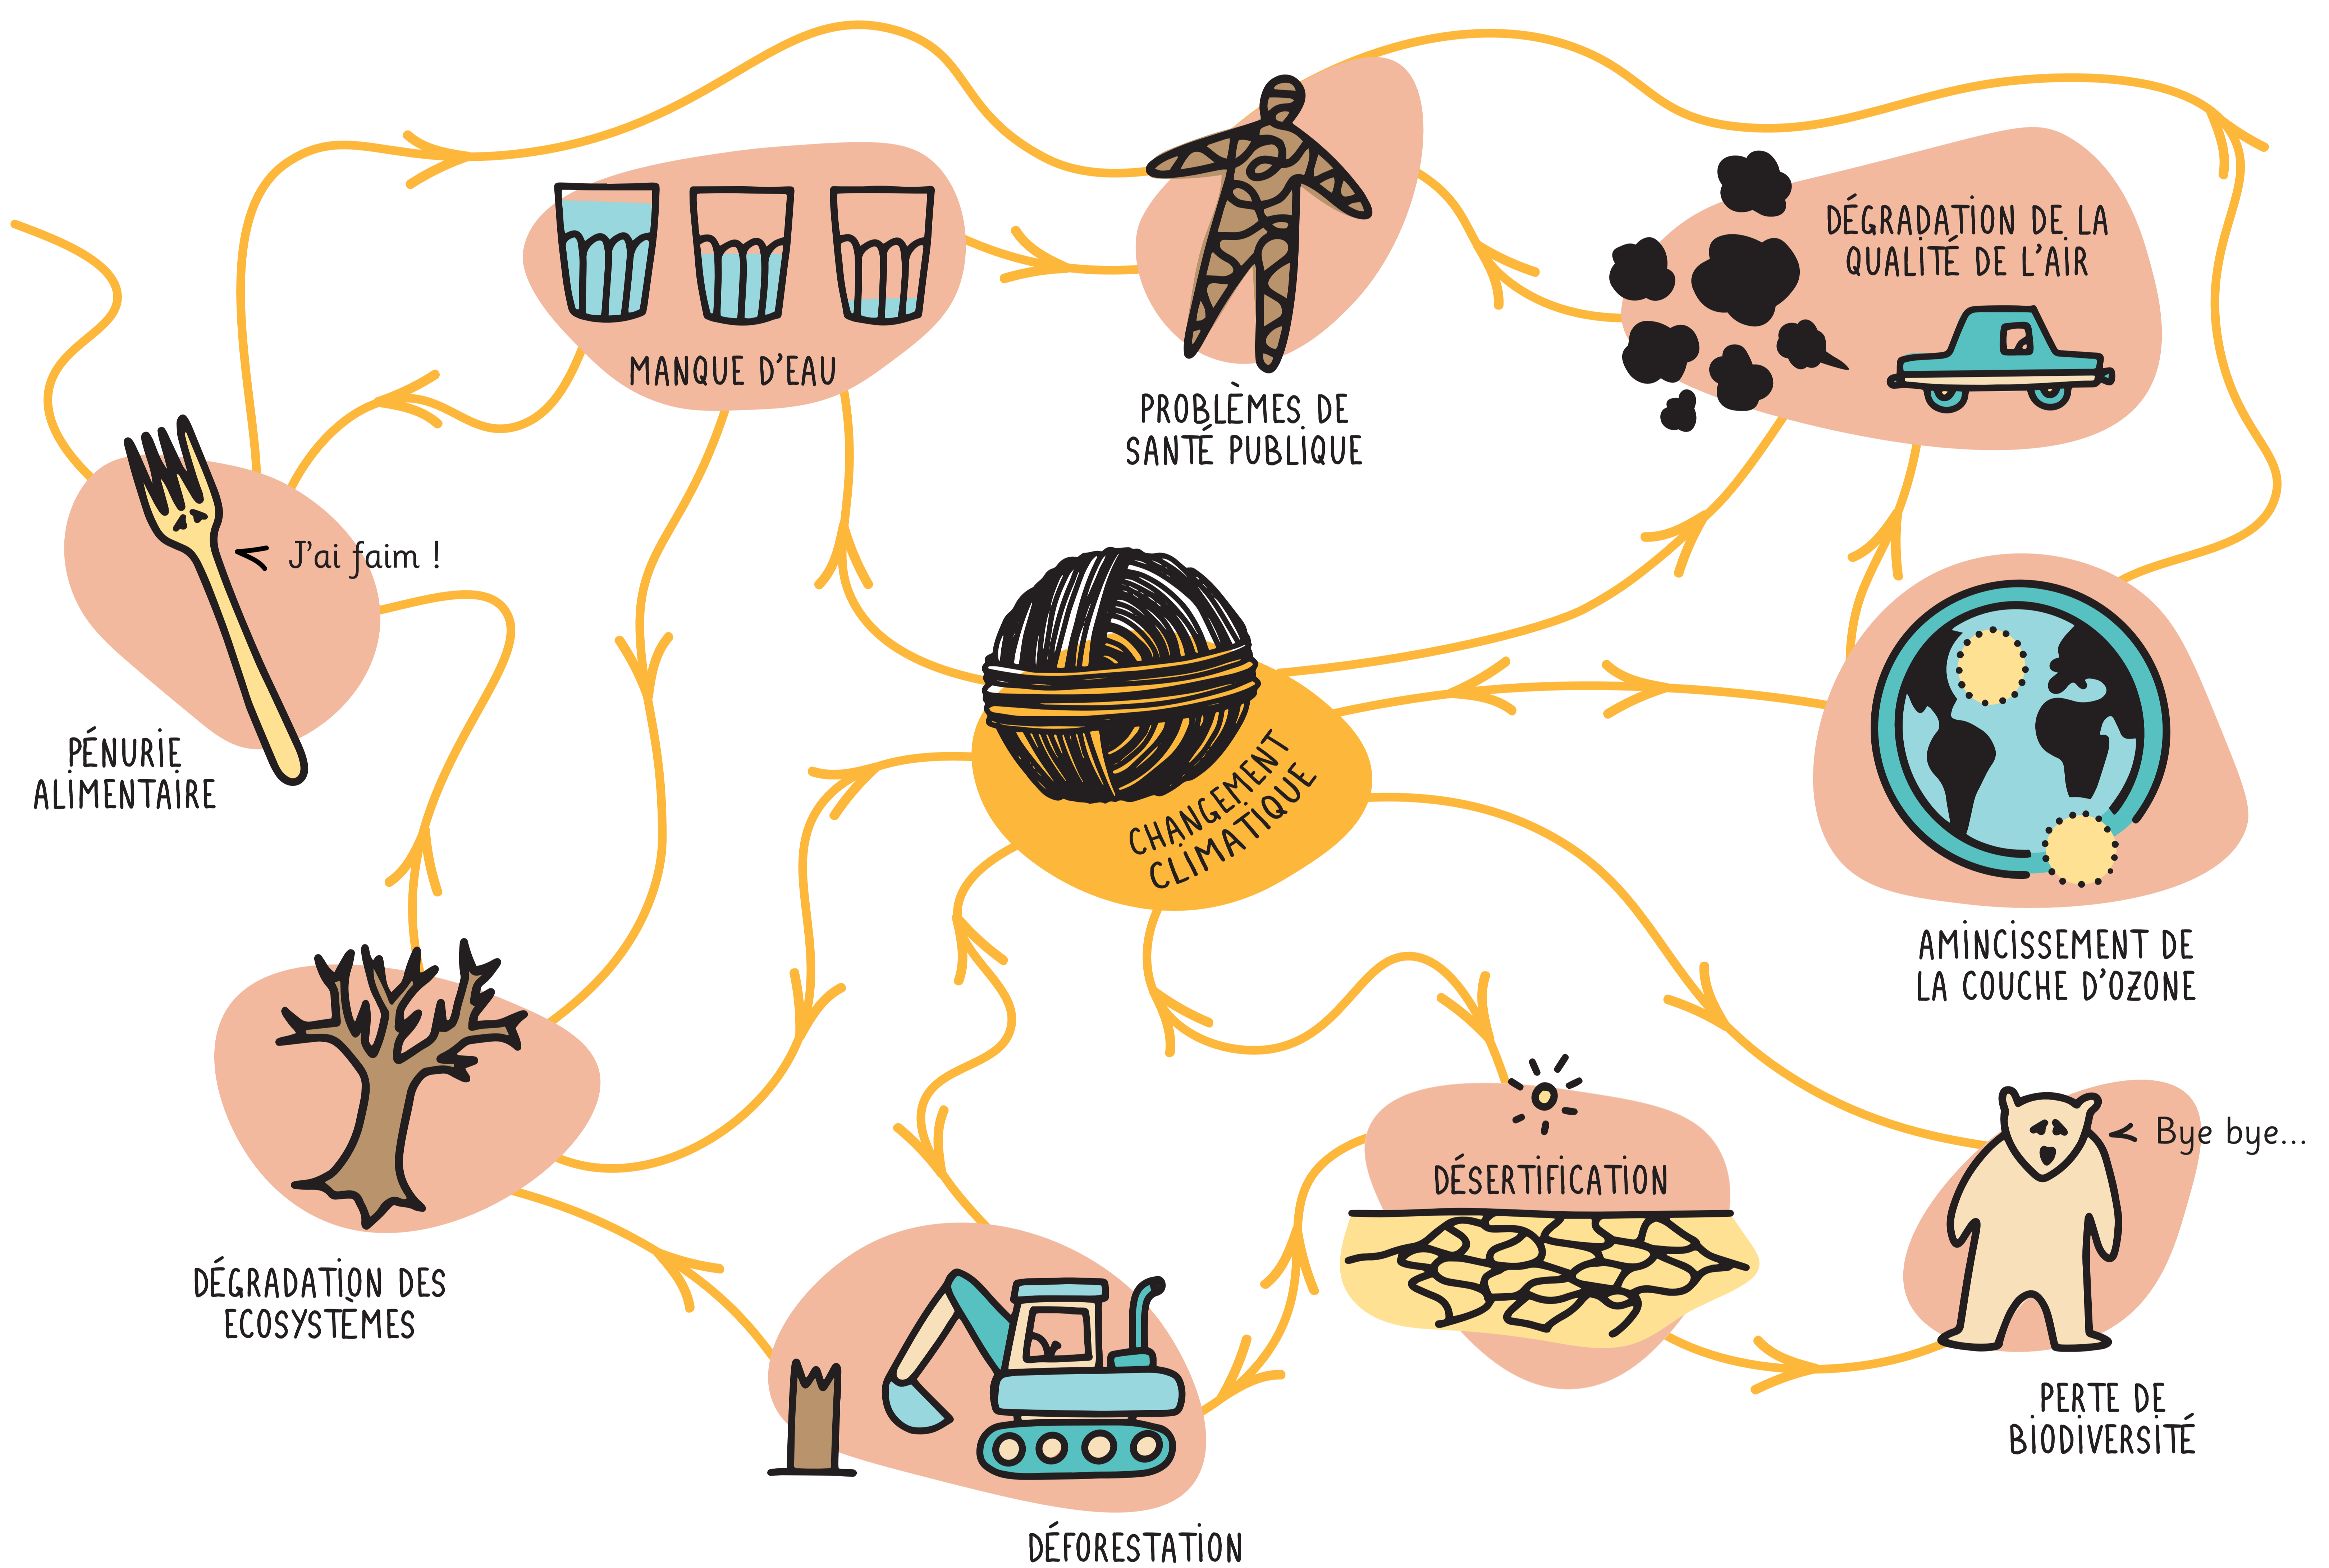 DÉGRADATION DE LA
QUALITÉ DE L'AIR
MANQUE D'EAU
PROBLÈMES DE
SANTÉ PUBLIQUE
J'ai faim !
PÉNURIE
ALIMENTAIRE
CHANGEMENT
CLIMATIQUE
AMINCISSEMENT DE
LA COUCHE D'OZONE
Bye bye...
DÉSERTIFICATION
DÉGRADATION DES
ECOSYSTÈMES
PERTE DE
BIODIVERSITÉ
DÉFORESTATION